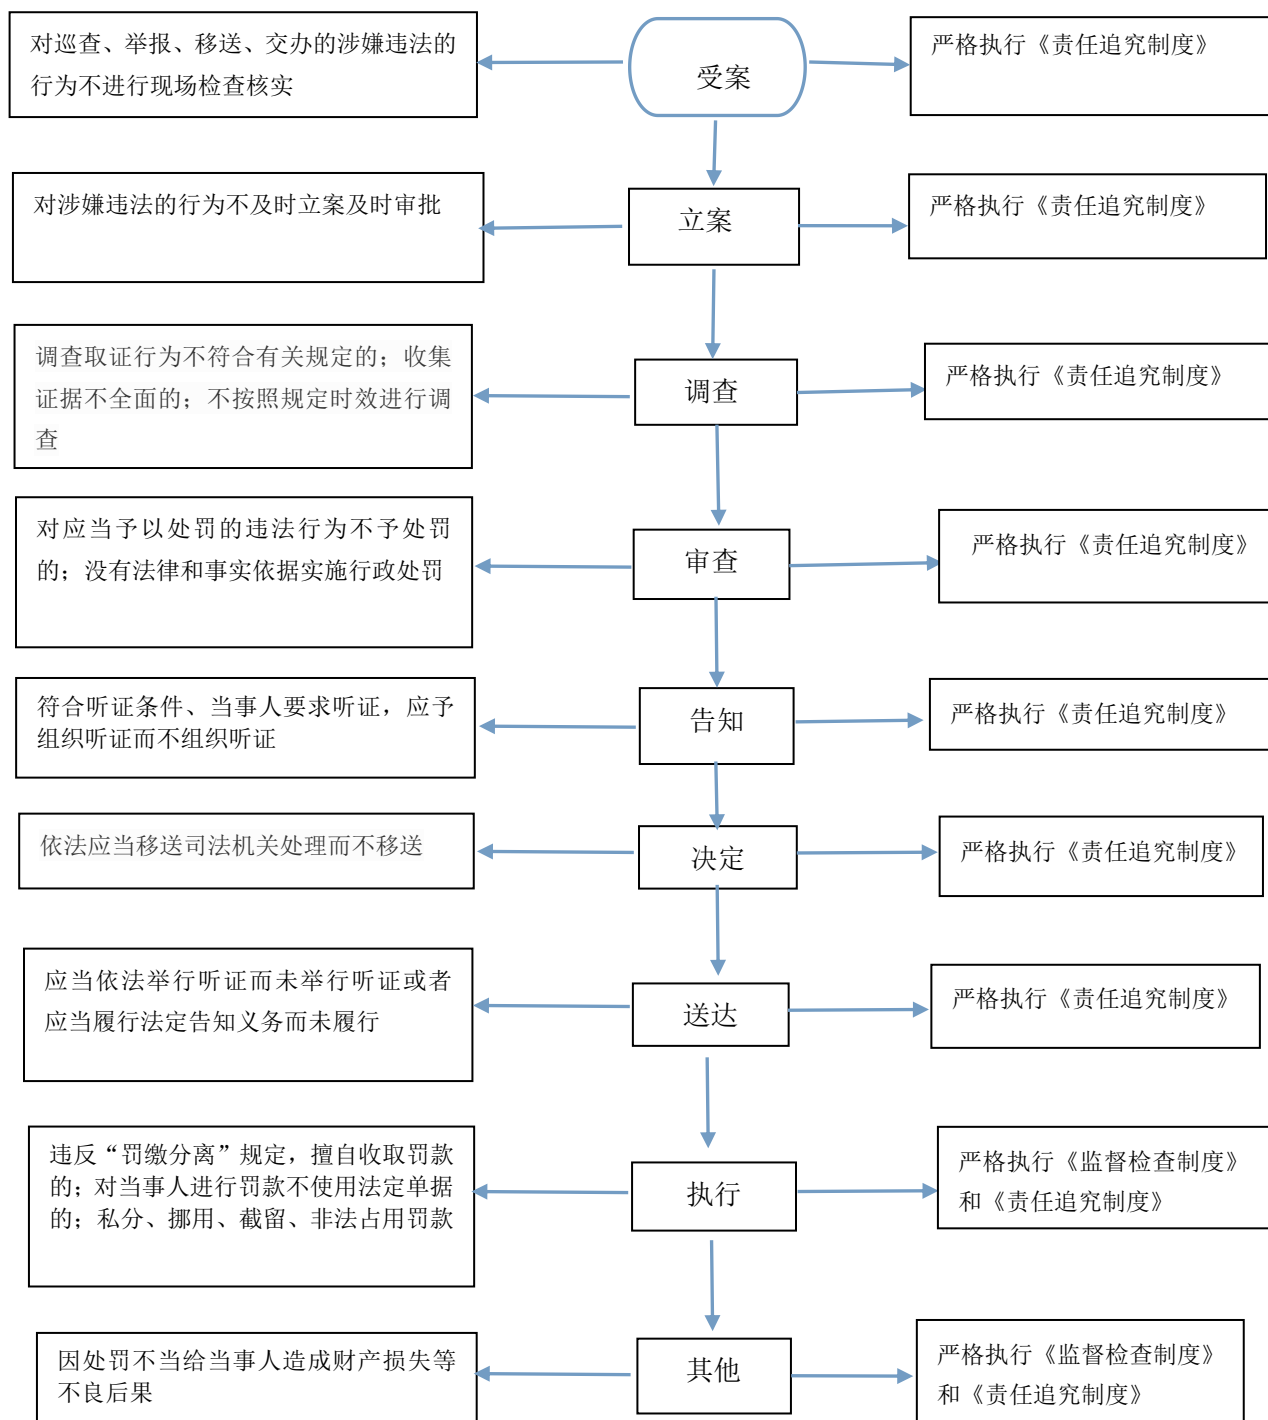 对巡查、举报、移送、交办的涉嫌违法的
行为不进行现场检查核实
受案
严格执行《责任追究制度》
对涉嫌违法的行为不及时立案及时审批
立案
严格执行《责任追究制度》
调查取证行为不符合有关规定的；收集
证据不全面的；不按照规定时效进行调
查
调查
严格执行《责任追究制度》
对应当予以处罚的违法行为不予处罚
的；没有法律和事实依据实施行政处罚
审查
严格执行《责任追究制度》
符合听证条件、当事人要求听证，应予
组织听证而不组织听证
告知
严格执行《责任追究制度》
依法应当移送司法机关处理而不移送
决定
严格执行《责任追究制度》
应当依法举行听证而未举行听证或者
应当履行法定告知义务而未履行
送达
严格执行《责任追究制度》
违反“罚缴分离”规定，擅自收取罚款
的；对当事人进行罚款不使用法定单据
的；私分、挪用、截留、非法占用罚款
执行
严格执行《监督检查制度》
和《责任追究制度》
因处罚不当给当事人造成财产损失等
不良后果
其他
严格执行《监督检查制度》
和《责任追究制度》